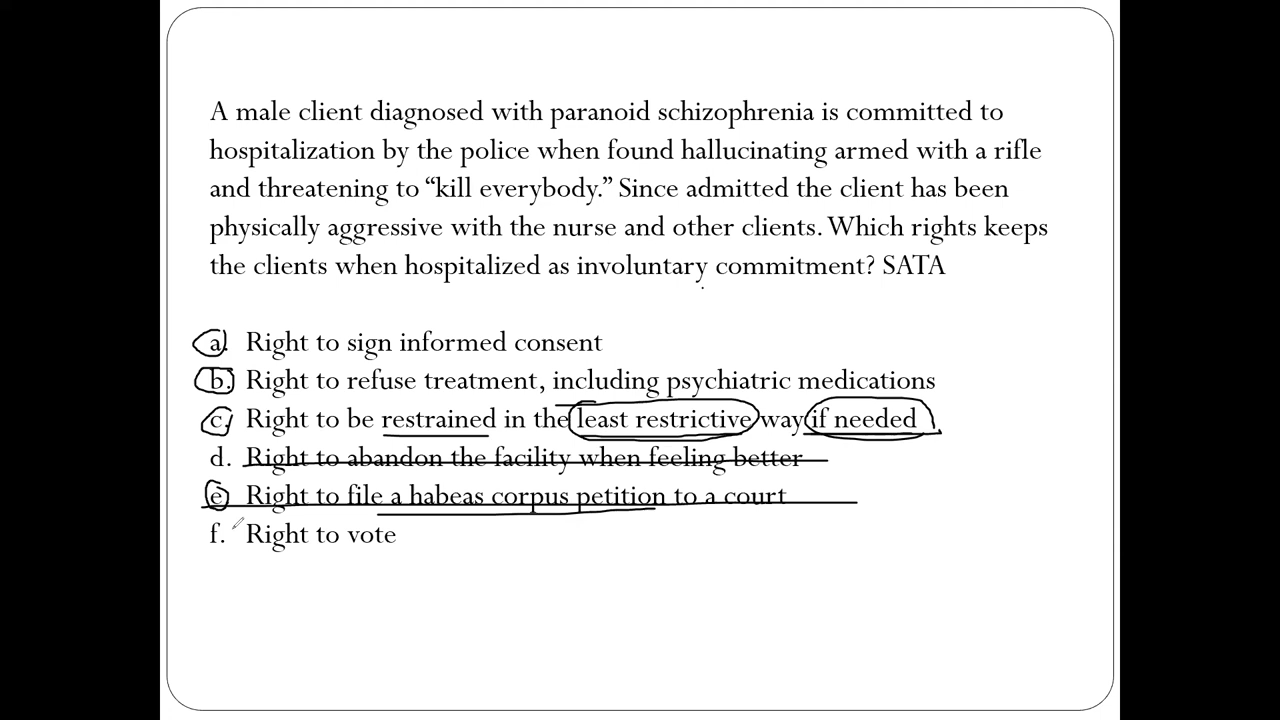 A male client diagnosed with paranoid schizophrenia is committed to
hospitalization by the police when found hallucinating armed with a rifle
and threatening to “kill everybody.” Since admitted the client has been
physically aggressive with the nurse and other clients. Which rights keeps
the clients when hospitalized as involuntary commitment? SATA
a. Right to sign informed consent
b. Right to refuse treatment, including psychiatric medications
c. Right to be restrained in the least restrictive way if needed
d. Right to abandon the facility when feeling better
e. Right to file a habeas corpus petition to a court
f. Right to vote